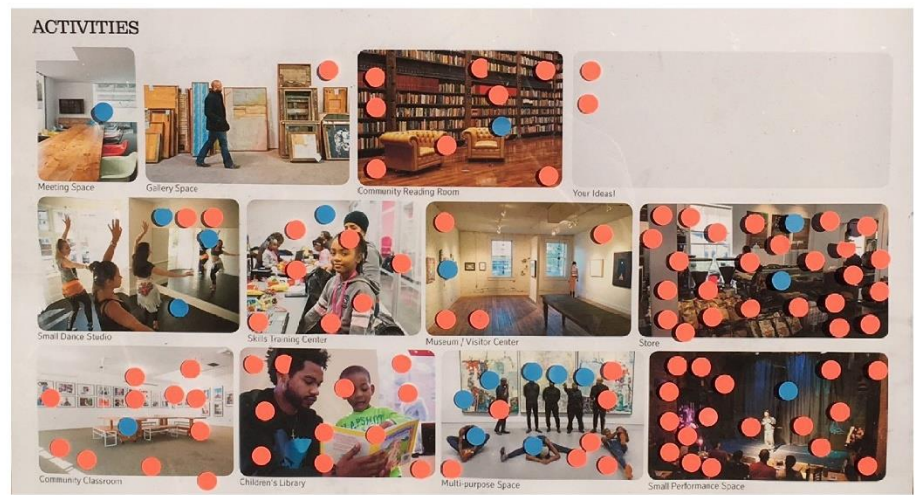 ACTIVITIES
Meeting Space
Gallery Space
Community Reading Room
Your Ideas!
Small Dance Studio
Skills Training Center
Museum / Visitor Center
Store
Community Classroom
Children's Library
Multi-purpose Space
Small Performance Space